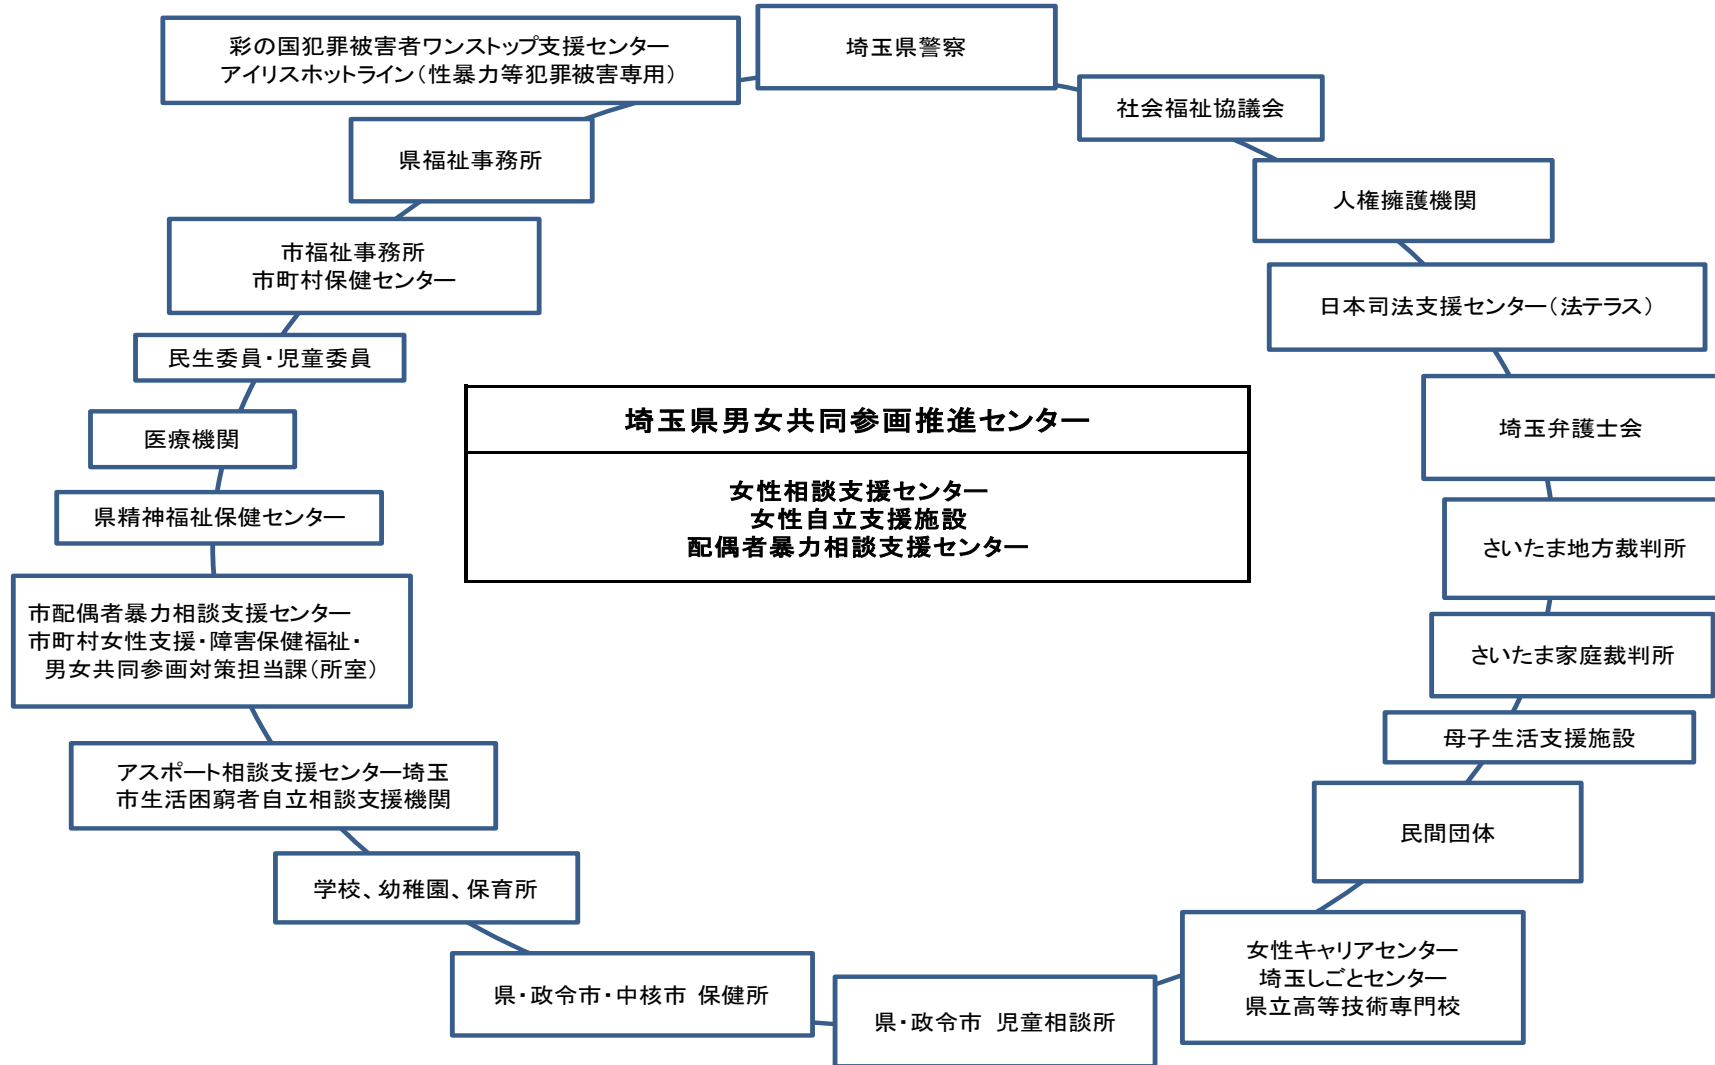 彩の国犯罪被害者ワンストップ支援センター
アイリスホットライン（性暴力等犯罪被害専用）
埼玉県警察
社会福祉協議会
県福祉事務所
人権擁護機関
市福祉事務所
市町村保健センター
日本司法支援センター（法テラス）
民生委員・児童委員
埼玉県男女共同参画推進センター
女性相談支援センター
女性自立支援施設
配偶者暴力相談支援センター
医療機関
埼玉弁護士会
県精神福祉保健センター
さいたま地方裁判所
市配偶者暴力相談支援センター
市町村女性支援・障害保健福祉・
男女共同参画対策担当課（所室）
さいたま家庭裁判所
母子生活支援施設
アスポート相談支援センター埼玉
市生活困窮者自立相談支援機関
民間団体
学校、幼稚園、保育所
女性キャリアセンター
埼玉しごとセンター
県立高等技術専門校
県・政令市・中核市 保健所
県・政令市 児童相談所